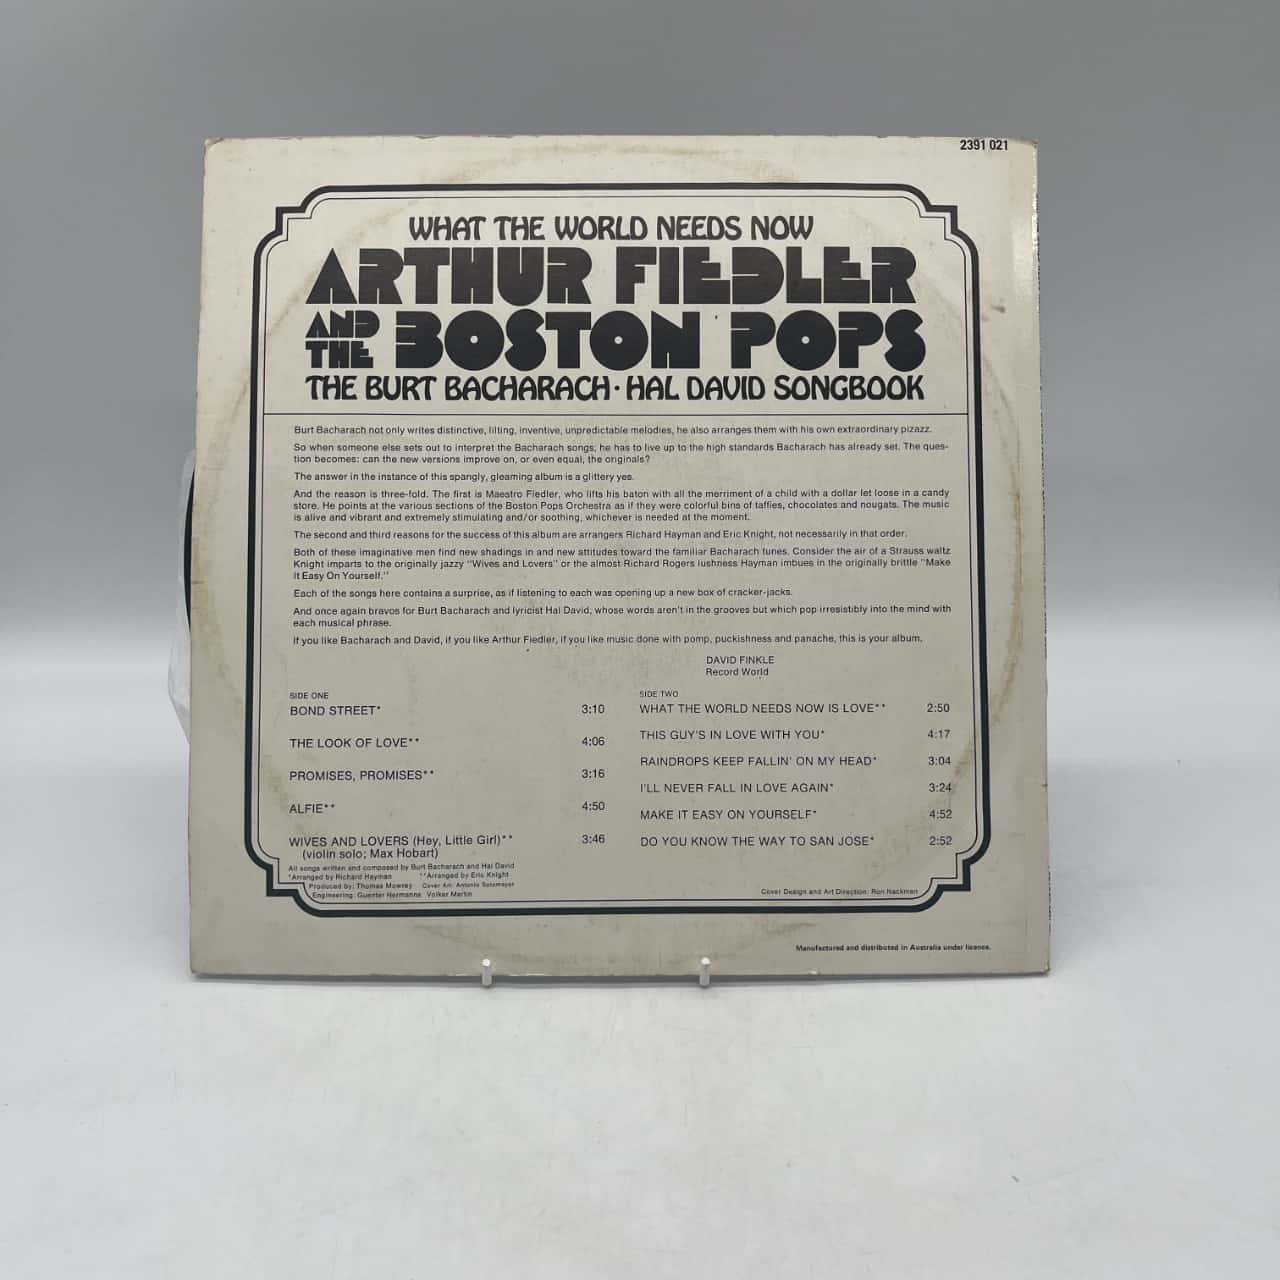 2391 021
WHAT THE WORLD NEEDS NOW
ARTHUR FIEDLER
AND THE BOSTON POPS
THE BURT BACHARACH · HAL DAVID SONGBOOK
Burt Bacharach not only writes distinctive, lilting, inventive, unpredictable melodies, he also arranges them with his own extraordinary pizazz.
So when someone else sets out to interpret the Bacharach songs, he has to live up to the high standards Bacharach has already set. The ques-
tion becomes: can the new versions improve on, or even equal, the originals?
The answer in the instance of this spangly, gleaming album is a glittery yes.
And the reason is three-fold. The first is Maestro Fiedler, who lifts his baton with all the merriment of a child with a dollar let loose in a candy
store. He points at the various sections of the Boston Pops Orchestra as if they were colorful bins of taffies, chocolates and nougats. The music
is alive and vibrant and extremely stimulating and/or soothing, whichever is needed at the moment.
The second and third reasons for the success of this album are arrangers Richard Hayman and Eric Knight, not necessarily in that order.
Both of these imaginative men find new shadings in and new attitudes toward the familiar Bacharach tunes. Consider the air of a Strauss waltz
Knight imparts to the originally jazzy "Wives and Lovers" or the almost Richard Rogers lushness Hayman imbues in the originally brittle "Make
It Easy On Yourself."
Each of the songs here contains a surprise, as if listening to each was opening up a new box of cracker-jacks.
And once again bravos for Burt Bacharach and lyricist Hal David, whose words aren't in the grooves but which pop irresistibly into the mind with
each musical phrase.
If you like Bacharach and David, if you like Arthur Fiedler, if you like music done with pomp, puckishness and panache, this is your album.
DAVID FINKLE
Record World
SIDE ONE
BOND STREET* 3:10
THE LOOK OF LOVE** 4:06
PROMISES, PROMISES** 3:16
ALFIE** 4:50
WIVES AND LOVERS (Hey, Little Girl)** 3:46
(violin solo; Max Hobart)
All songs written and composed by Burt Bacharach and Hal David
*Arranged by Richard Hayman **Arranged by Eric Knight
Produced by: Thomas Mowrey Cover Art: Antonio Sotomayor
Engineering: Guenter Hermanns, Volker Martin
SIDE TWO
WHAT THE WORLD NEEDS NOW IS LOVE** 2:50
THIS GUY'S IN LOVE WITH YOU* 4:17
RAINDROPS KEEP FALLIN' ON MY HEAD* 3:04
I'LL NEVER FALL IN LOVE AGAIN* 3:24
MAKE IT EASY ON YOURSELF* 4:52
DO YOU KNOW THE WAY TO SAN JOSE* 2:52
Cover Design and Art Direction: Ron Nackman
Manufactured and distributed in Australia under licence.